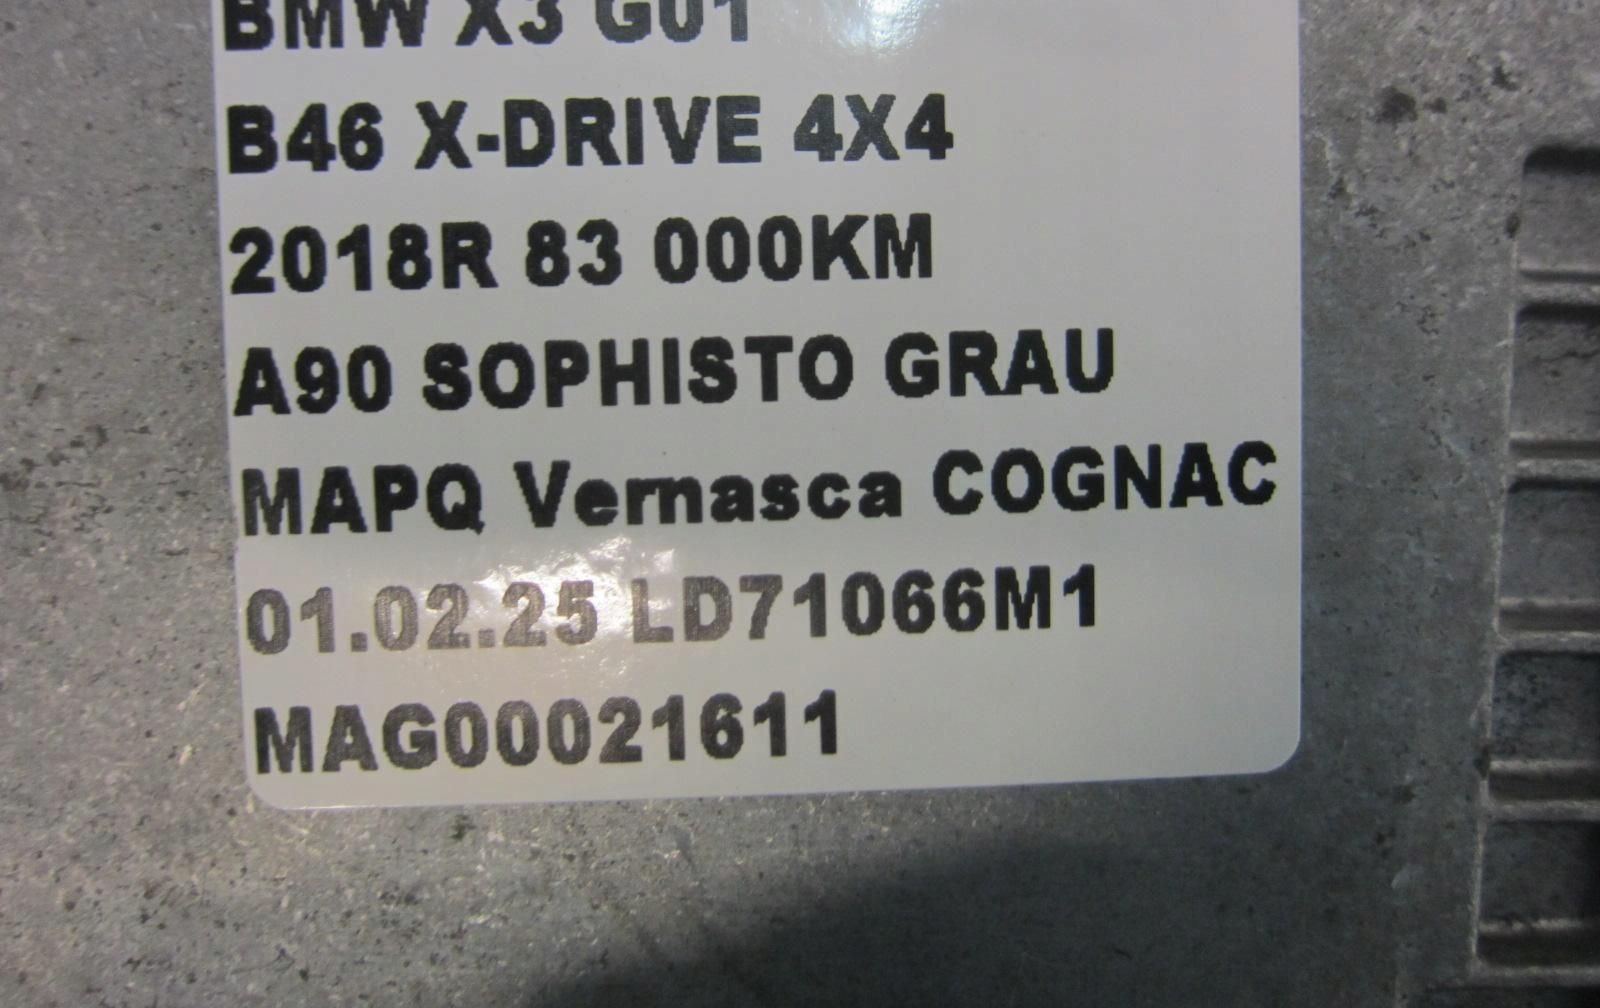 BMW X3 G01
B46 X-DRIVE 4X4
2018R 83 000KM
A90 SOPHISTO GRAU
MAPQ Vernasca COGNAC
01.02.25 LD71066M1
MAG00021611